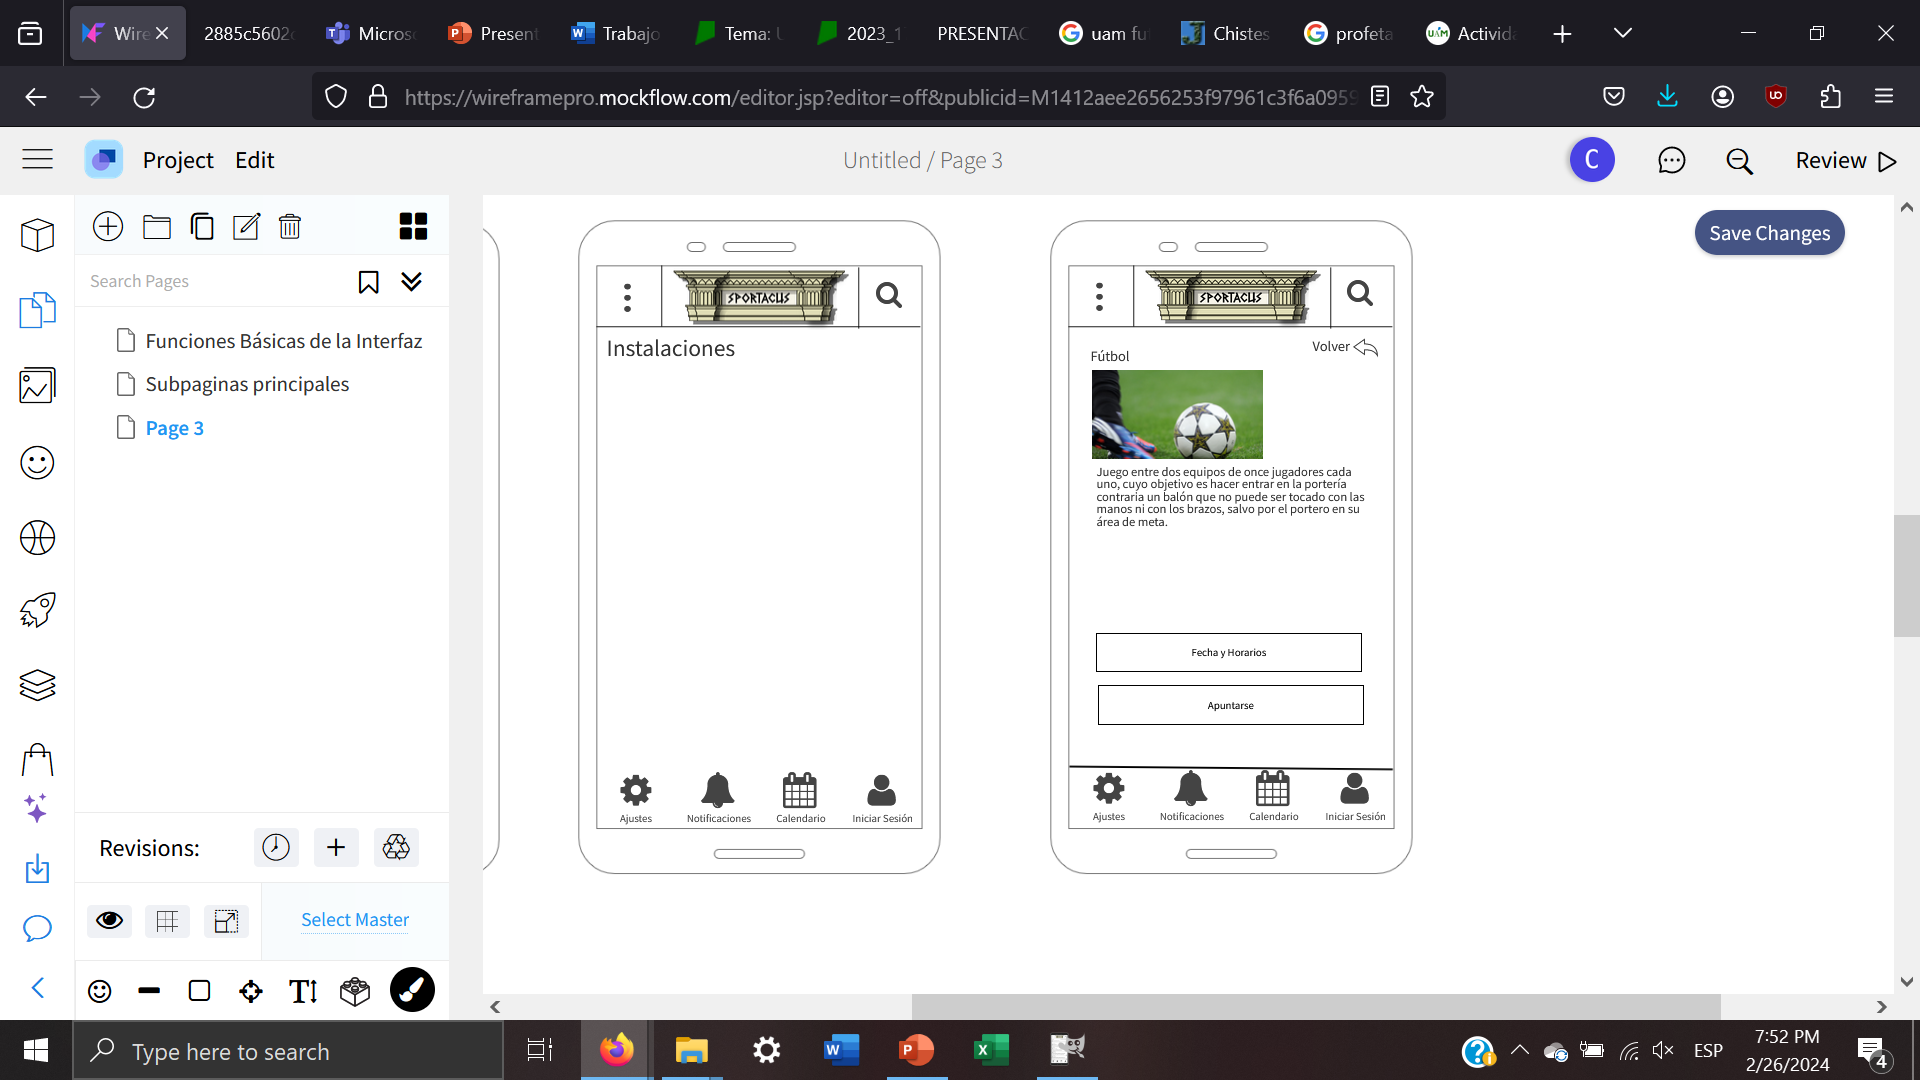 Wire
2885c5602
Micros
Present
Trabajo
Tema: U
2023_1
PRESENTAC
uam fu
Chistes
profeta
Activid
https://wireframepro.mockflow.com/editor.jsp?editor=off&publicid=M1412aee2656253f97961c3f6a0959
Project
Edit
Untitled / Page 3
C
Review
Save Changes
Search Pages
Funciones Básicas de la Interfaz
Subpaginas principales
Page 3
Revisions:
Select Master
SPORTACUS
Instalaciones
Ajustes
Notificaciones
Calendario
Iniciar Sesión
SPORTACUS
Volver
Fútbol
Juego entre dos equipos de once jugadores cada
uno, cuyo objetivo es hacer entrar en la portería
contraria un balón que no puede ser tocado con las
manos ni con los brazos, salvo por el portero en su
área de meta.
Fecha y Horarios
Apuntarse
Ajustes
Notificaciones
Calendario
Iniciar Sesión
Type here to search
ESP
7:52 PM
2/26/2024
4